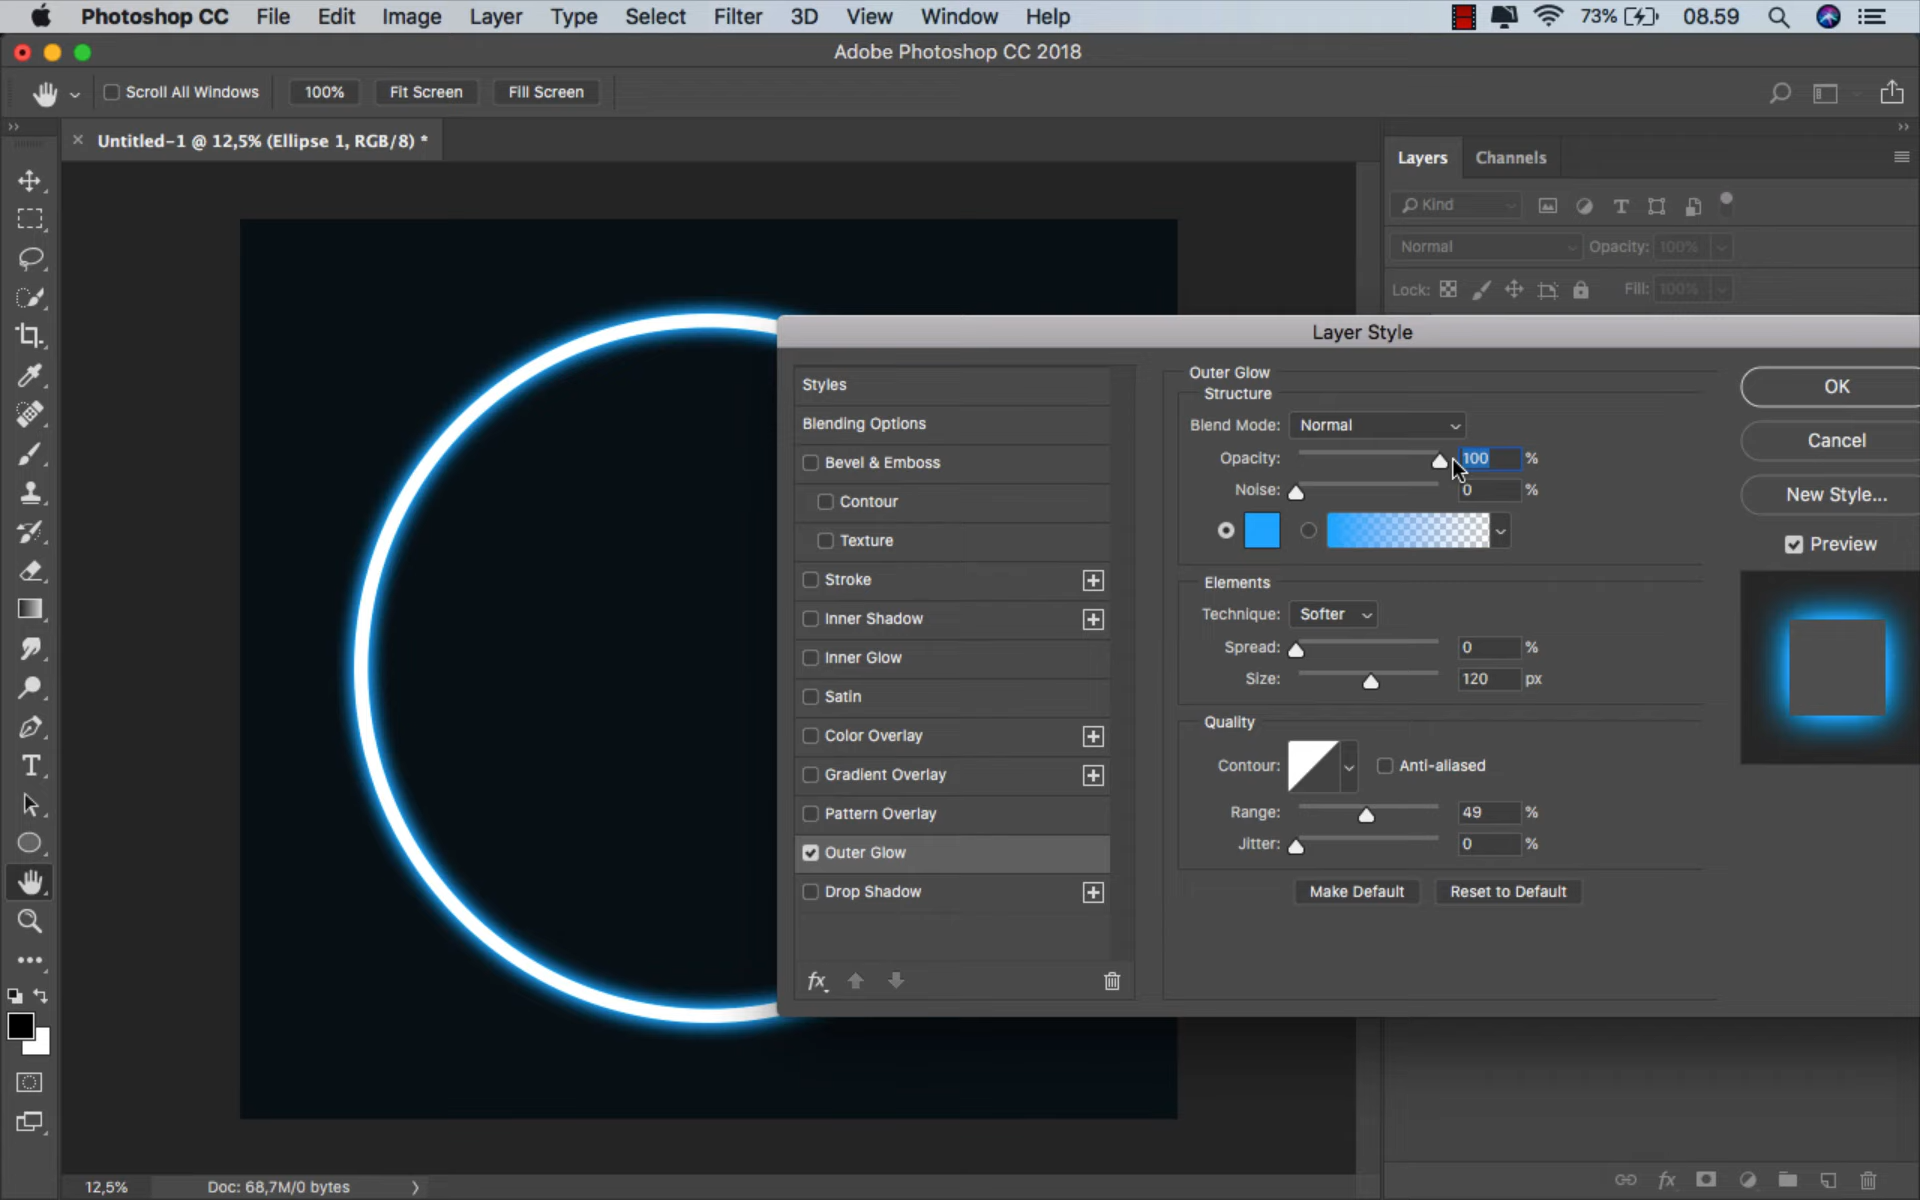 Photoshop CC File Edit Image Layer Type Select Filter 3D View Window Help 73% 08.59
Adobe Photoshop CC 2018
Scroll All Windows 100% Fit Screen Fill Screen
Untitled-1 @ 12,5% (Ellipse 1, RGB/8) *
Layers Channels
Kind
Normal Opacity: 100%
Lock: Fill: 100%
Layer Style
Styles
Blending Options
Bevel & Emboss
Contour
Texture
Stroke
Inner Shadow
Inner Glow
Satin
Color Overlay
Gradient Overlay
Pattern Overlay
Outer Glow
Drop Shadow
fx
Outer Glow
Structure
Blend Mode: Normal
Opacity: 100 %
Noise: 0 %
Elements
Technique: Softer
Spread: 0 %
Size: 120 px
Quality
Contour: Anti-aliased
Range: 49 %
Jitter: 0 %
Make Default Reset to Default
OK
Cancel
New Style...
Preview
12,5% Doc: 68,7M/0 bytes
fx